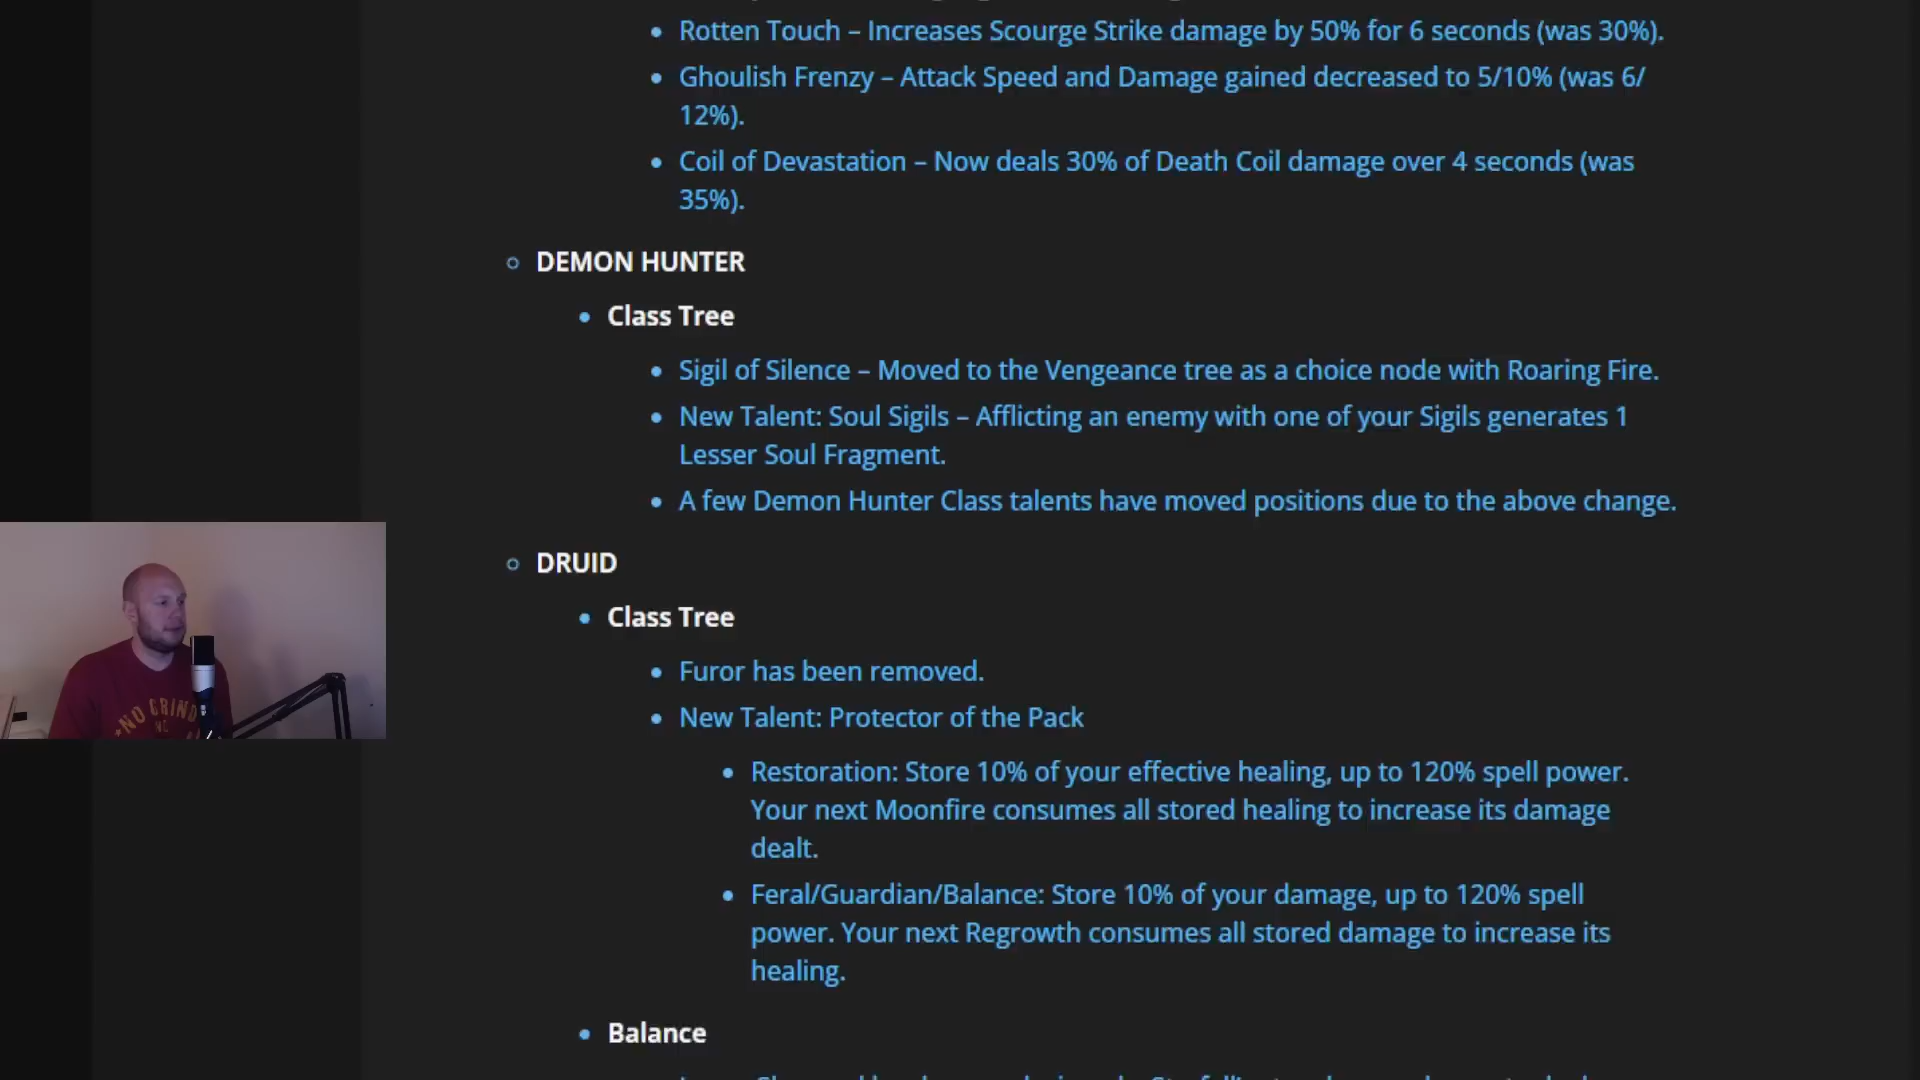 Rotten Touch – Increases Scourge Strike damage by 50% for 6 seconds (was 30%).
Ghoulish Frenzy – Attack Speed and Damage gained decreased to 5/10% (was 6/
12%).
Coil of Devastation – Now deals 30% of Death Coil damage over 4 seconds (was
35%).
DEMON HUNTER
Class Tree
Sigil of Silence – Moved to the Vengeance tree as a choice node with Roaring Fire.
New Talent: Soul Sigils – Afflicting an enemy with one of your Sigils generates 1
Lesser Soul Fragment.
A few Demon Hunter Class talents have moved positions due to the above change.
DRUID
Class Tree
Furor has been removed.
New Talent: Protector of the Pack
Restoration: Store 10% of your effective healing, up to 120% spell power.
Your next Moonfire consumes all stored healing to increase its damage
dealt.
Feral/Guardian/Balance: Store 10% of your damage, up to 120% spell
power. Your next Regrowth consumes all stored damage to increase its
healing.
Balance
NO GRIND